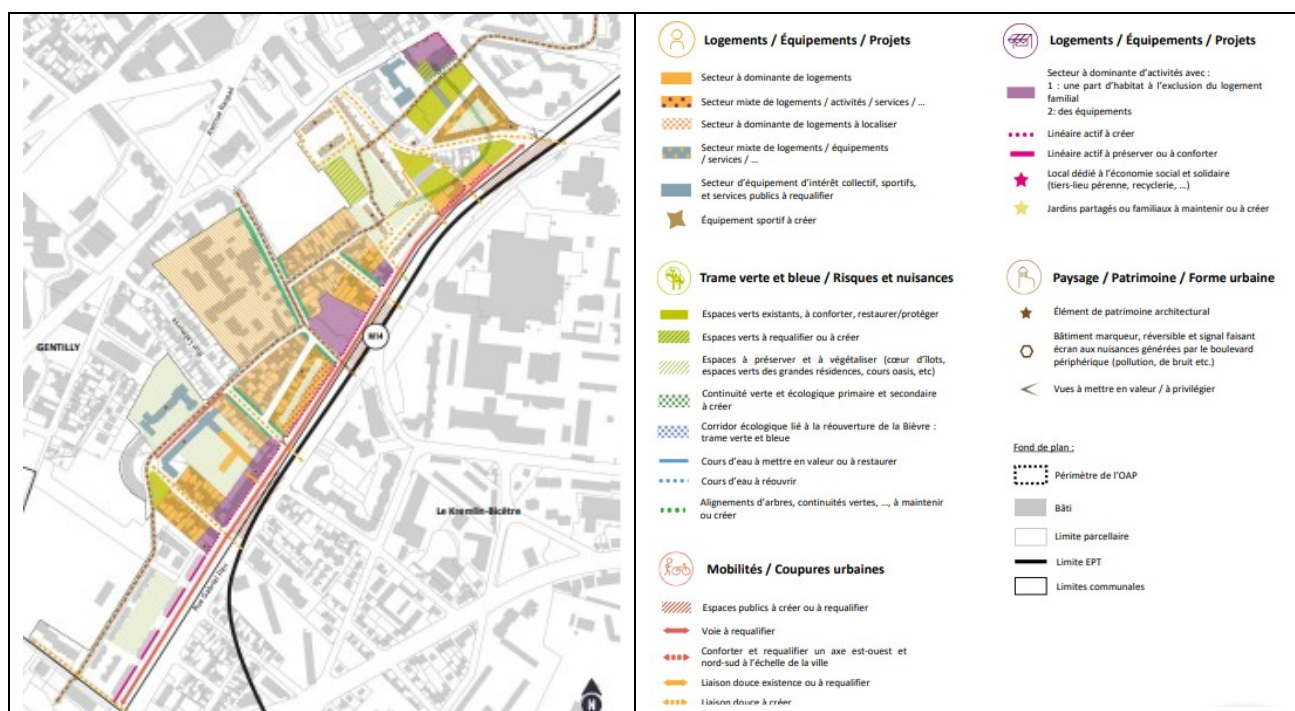 Avenue Raspail
Rue Lafouge
GENTILLY
M14
Le Kremlin-Bicêtre
Rue Gabriel Péri
N
Logements / Équipements / Projets
Secteur à dominante de logements
Secteur mixte de logements / activités / services / ...
Secteur à dominante de logements à localiser
Secteur mixte de logements / équipements
/ services / ...
Secteur d'équipement d'intérêt collectif, sportifs,
et services publics à requalifier
Équipement sportif à créer
Trame verte et bleue / Risques et nuisances
Espaces verts existants, à conforter, restaurer/protéger
Espaces verts à requalifier ou à créer
Espaces à préserver et à végétaliser (cœur d'îlots,
espaces verts des grandes résidences, cours oasis, etc)
Continuité verte et écologique primaire et secondaire
à créer
Corridor écologique lié à la réouverture de la Bièvre :
trame verte et bleue
Cours d'eau à mettre en valeur ou à restaurer
Cours d'eau à réouvrir
Alignements d'arbres, continuités vertes, ..., à maintenir
ou créer
Mobilités / Coupures urbaines
Espaces publics à créer ou à requalifier
Voie à requalifier
Conforter et requalifier un axe est-ouest et
nord-sud à l'échelle de la ville
Liaison douce existence ou à requalifier
Liaison douce à créer
Logements / Équipements / Projets
Secteur à dominante d'activités avec :
1 : une part d'habitat à l'exclusion du logement
familial
2: des équipements
Linéaire actif à créer
Linéaire actif à préserver ou à conforter
Local dédié à l'économie social et solidaire
(tiers-lieu pérenne, recyclerie, ...)
Jardins partagés ou familiaux à maintenir ou à créer
Paysage / Patrimoine / Forme urbaine
Élément de patrimoine architectural
Bâtiment marqueur, réversible et signal faisant
écran aux nuisances générées par le boulevard
périphérique (pollution, de bruit etc.)
Vues à mettre en valeur / à privilégier
Fond de plan :
Périmètre de l'OAP
Bâti
Limite parcellaire
Limite EPT
Limites communales